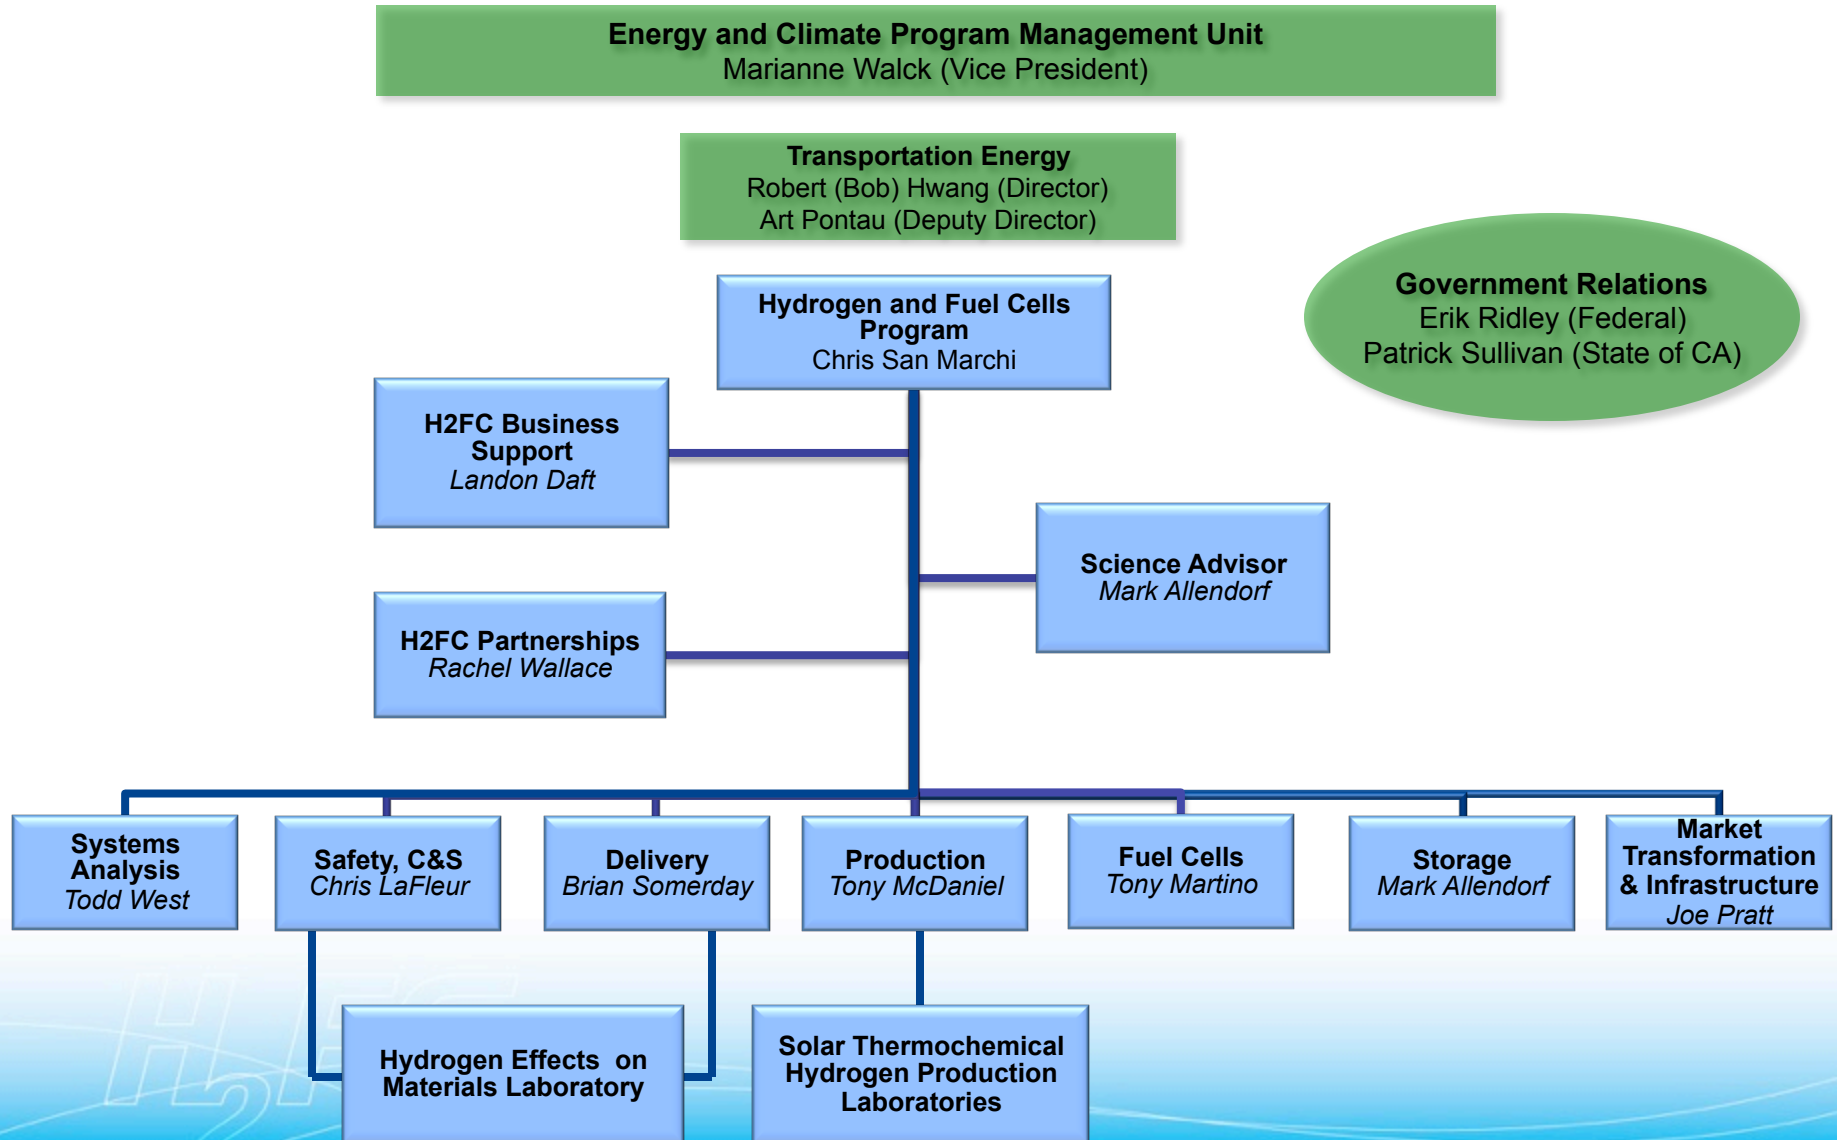 Energy and Climate Program Management Unit
Marianne Walck (Vice President)
Transportation Energy
Robert (Bob) Hwang (Director)
Art Pontau (Deputy Director)
Government Relations
Erik Ridley (Federal)
Patrick Sullivan (State of CA)
Hydrogen and Fuel Cells
Program
Chris San Marchi
H2FC Business
Support
Landon Daft
Science Advisor
Mark Allendorf
H2FC Partnerships
Rachel Wallace
Systems
Analysis
Todd West
Safety, C&S
Chris LaFleur
Delivery
Brian Somerday
Production
Tony McDaniel
Fuel Cells
Tony Martino
Storage
Mark Allendorf
Market
Transformation
& Infrastructure
Joe Pratt
Hydrogen Effects on
Materials Laboratory
Solar Thermochemical
Hydrogen Production
Laboratories
H2FC